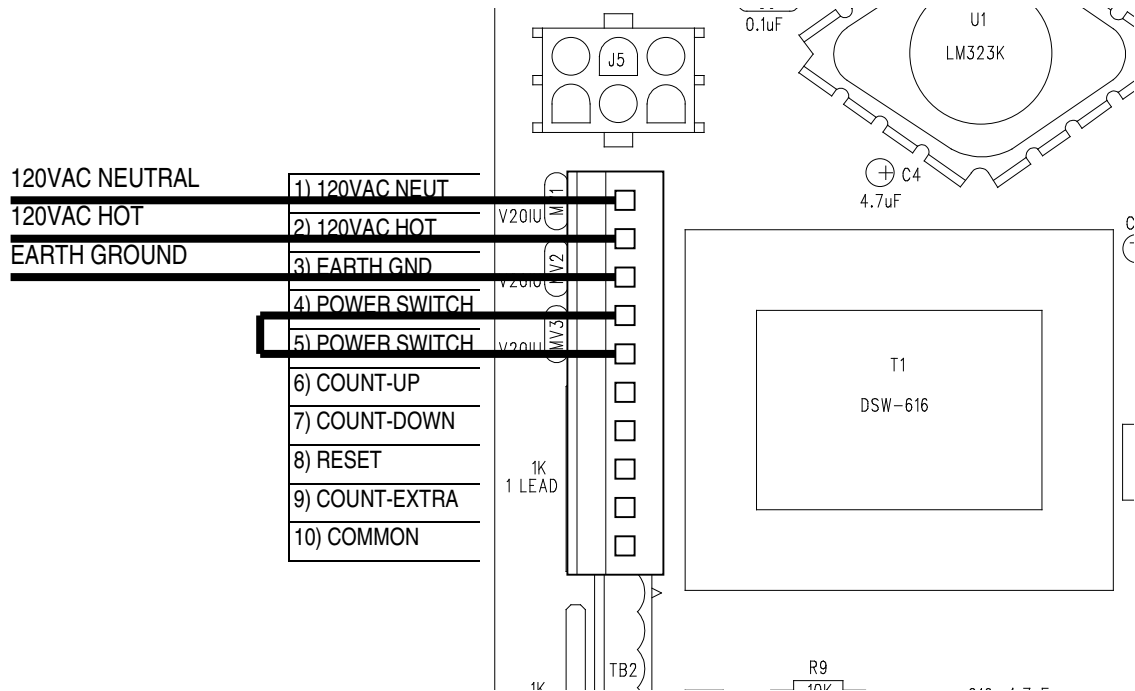 0.1uF
U1
LM323K
J5
C4
4.7uF
120VAC NEUTRAL
120VAC HOT
EARTH GROUND
1) 120VAC NEUT
2) 120VAC HOT
3) EARTH GND
4) POWER SWITCH
5) POWER SWITCH
6) COUNT-UP
7) COUNT-DOWN
8) RESET
9) COUNT-EXTRA
10) COMMON
V20IU
V20IU
MV2
V20IU
MV3
1K
1 LEAD
T1
DSW-616
TB2
1K
R9
10K